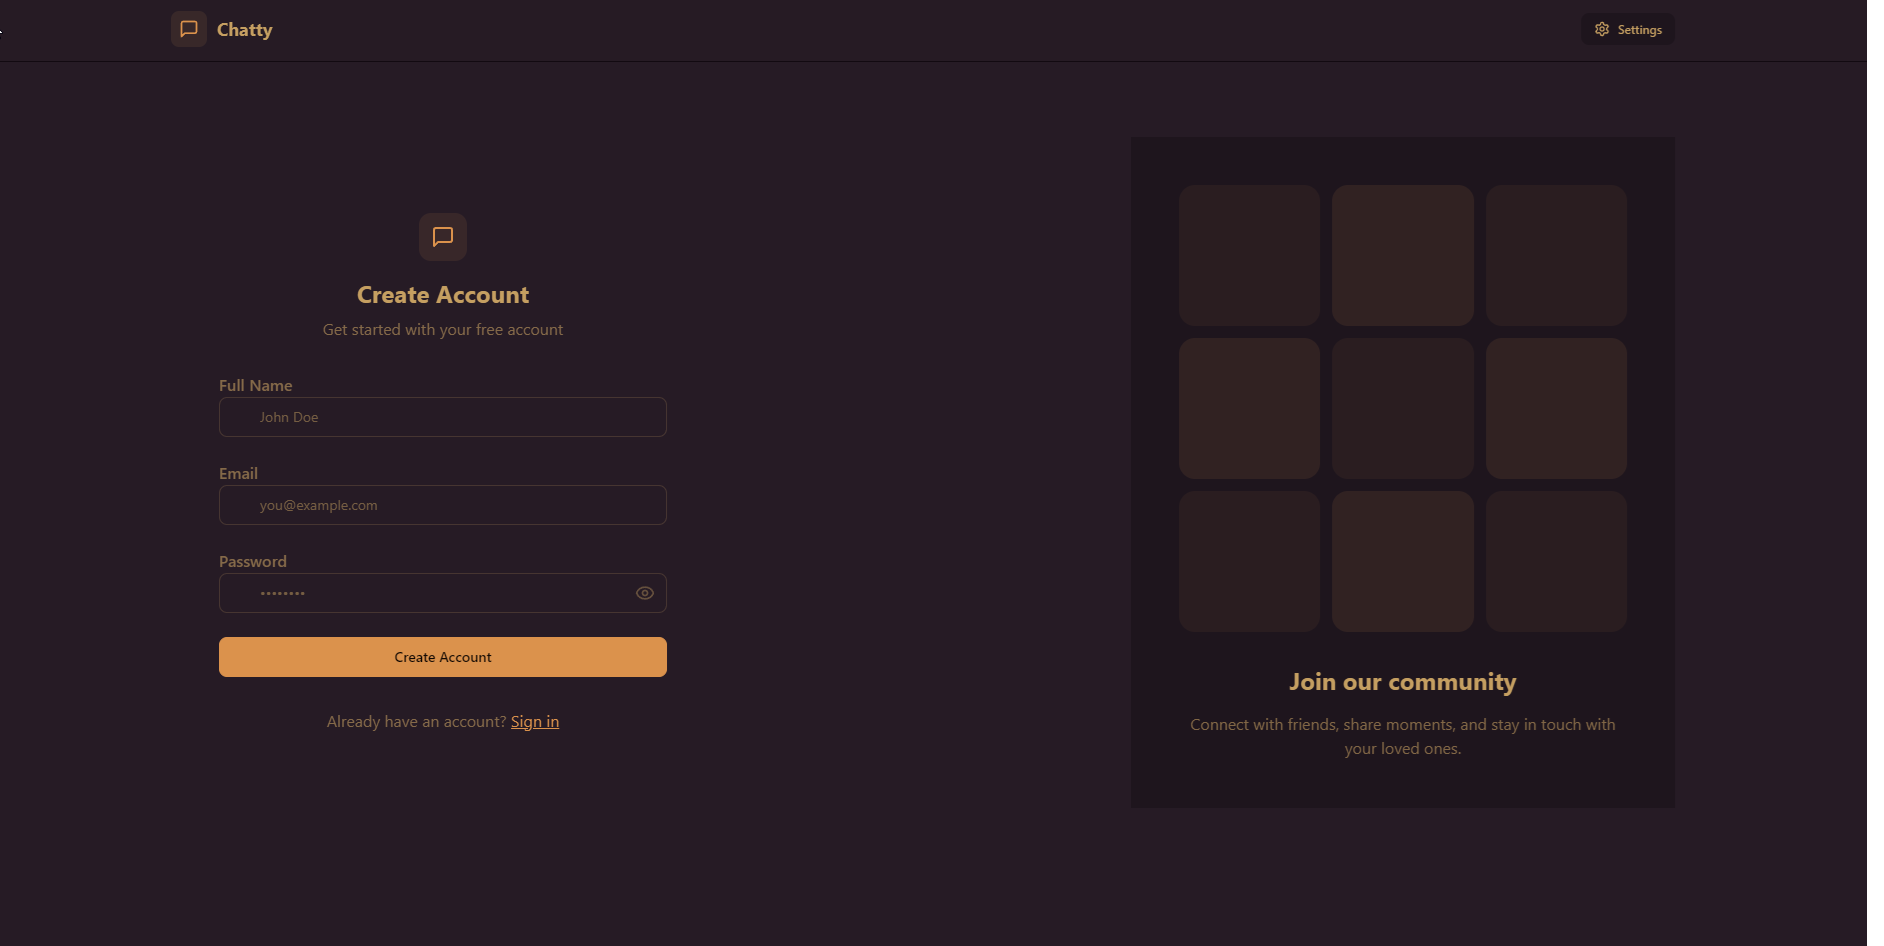 Chatty
Settings
Create Account
Get started with your free account
Full Name
John Doe
Email
you@example.com
Password
••••••••
Create Account
Already have an account? Sign in
Join our community
Connect with friends, share moments, and stay in touch with
your loved ones.